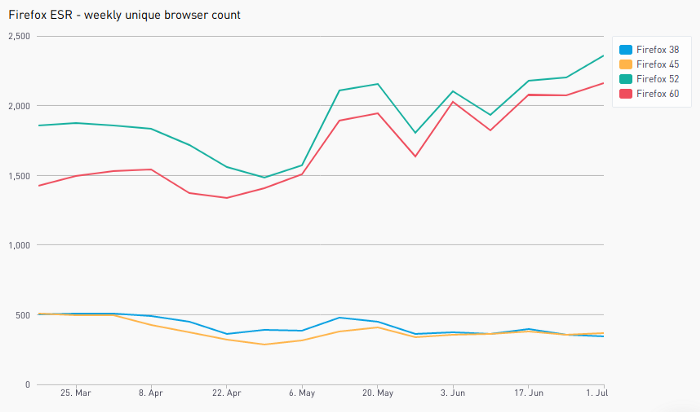 Firefox ESR - weekly unique browser count
2,500
2,000
1,500
1,000
500
0
25. Mar
8. Apr
22. Apr
6. May
20. May
3. Jun
17. Jun
1. Jul
Firefox 38
Firefox 45
Firefox 52
Firefox 60